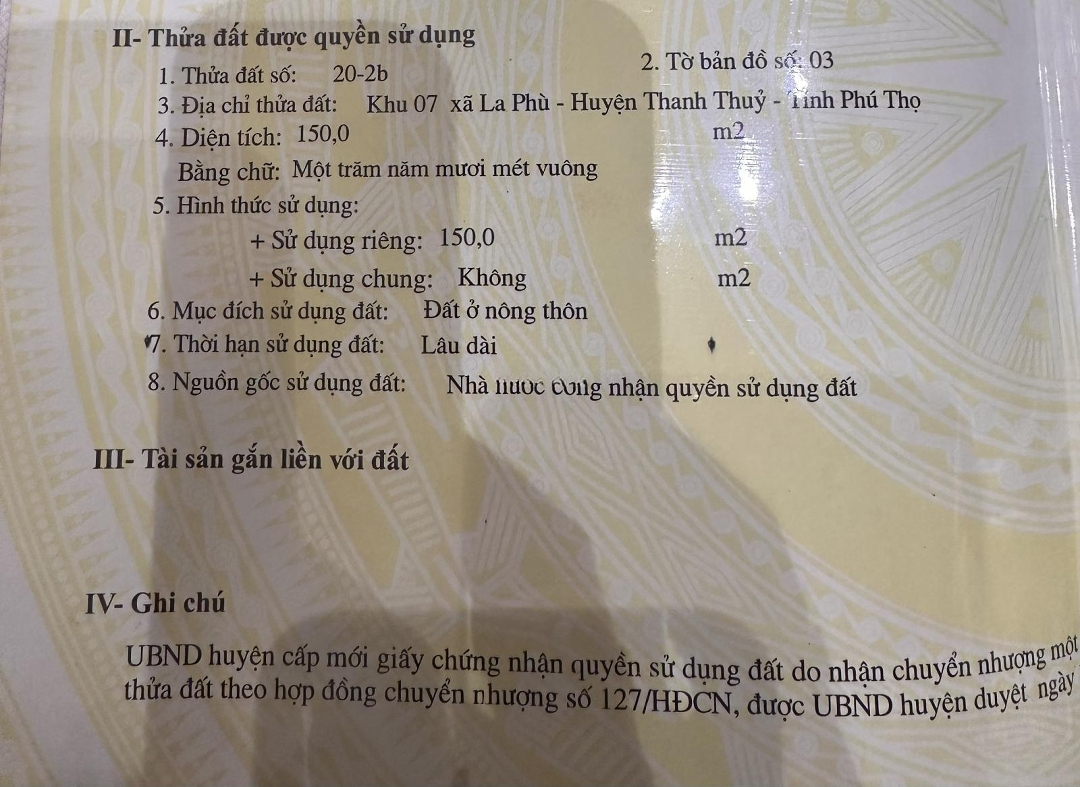 II- Thửa đất được quyền sử dụng
1. Thửa đất số: 20-2b 2. Tờ bản đồ số: 03
3. Địa chỉ thửa đất: Khu 07 xã La Phù - Huyện Thanh Thuỷ - Tỉnh Phú Thọ
4. Diện tích: 150,0 m2
Bằng chữ: Một trăm năm mươi mét vuông
5. Hình thức sử dụng:
+ Sử dụng riêng: 150,0 m2
+ Sử dụng chung: Không m2
6. Mục đích sử dụng đất: Đất ở nông thôn
7. Thời hạn sử dụng đất: Lâu dài
8. Nguồn gốc sử dụng đất: Nhà nước công nhận quyền sử dụng đất
III- Tài sản gắn liền với đất
IV- Ghi chú
UBND huyện cấp mới giấy chứng nhận quyền sử dụng đất do nhận chuyển nhượng một
thửa đất theo hợp đồng chuyển nhượng số 127/HĐCN, được UBND huyện duyệt ngày